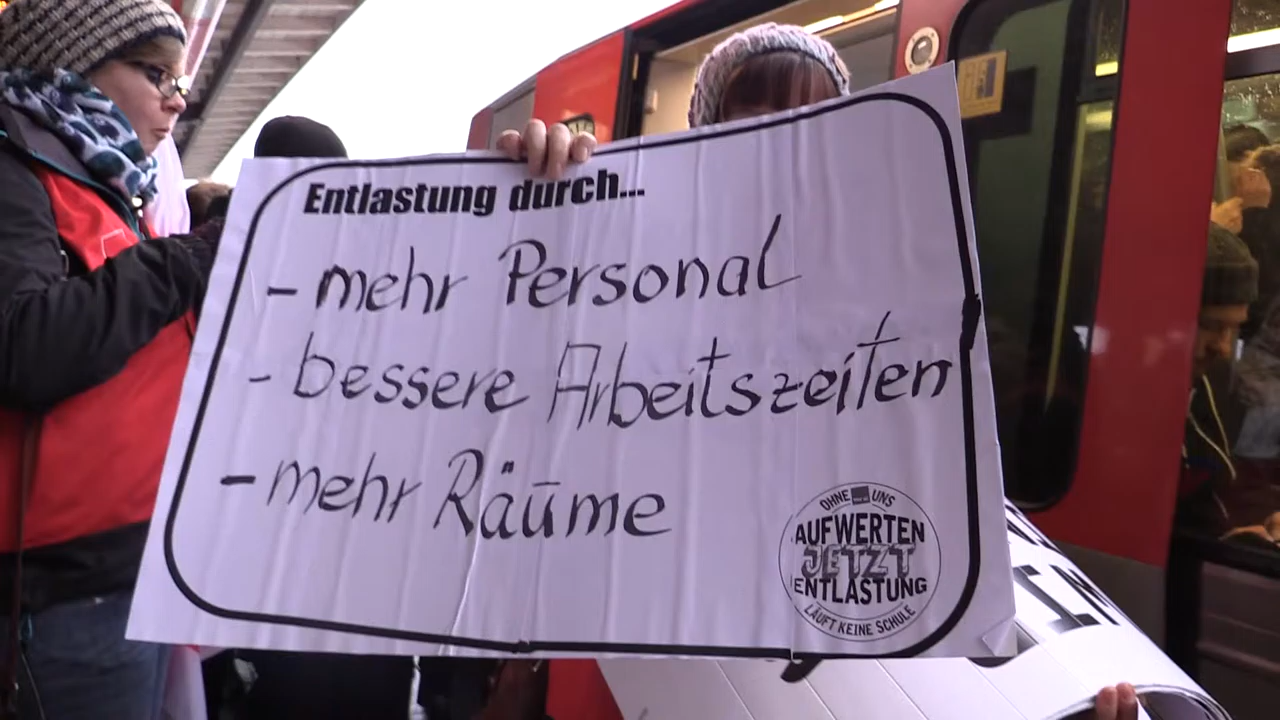 Entlastung durch...
- mehr Personal
- bessere Arbeitszeiten
- mehr Räume
OHNE UNS
AUFWERTEN
JETZT
ENTLASTUNG
LÄUFT KEINE SCHULE